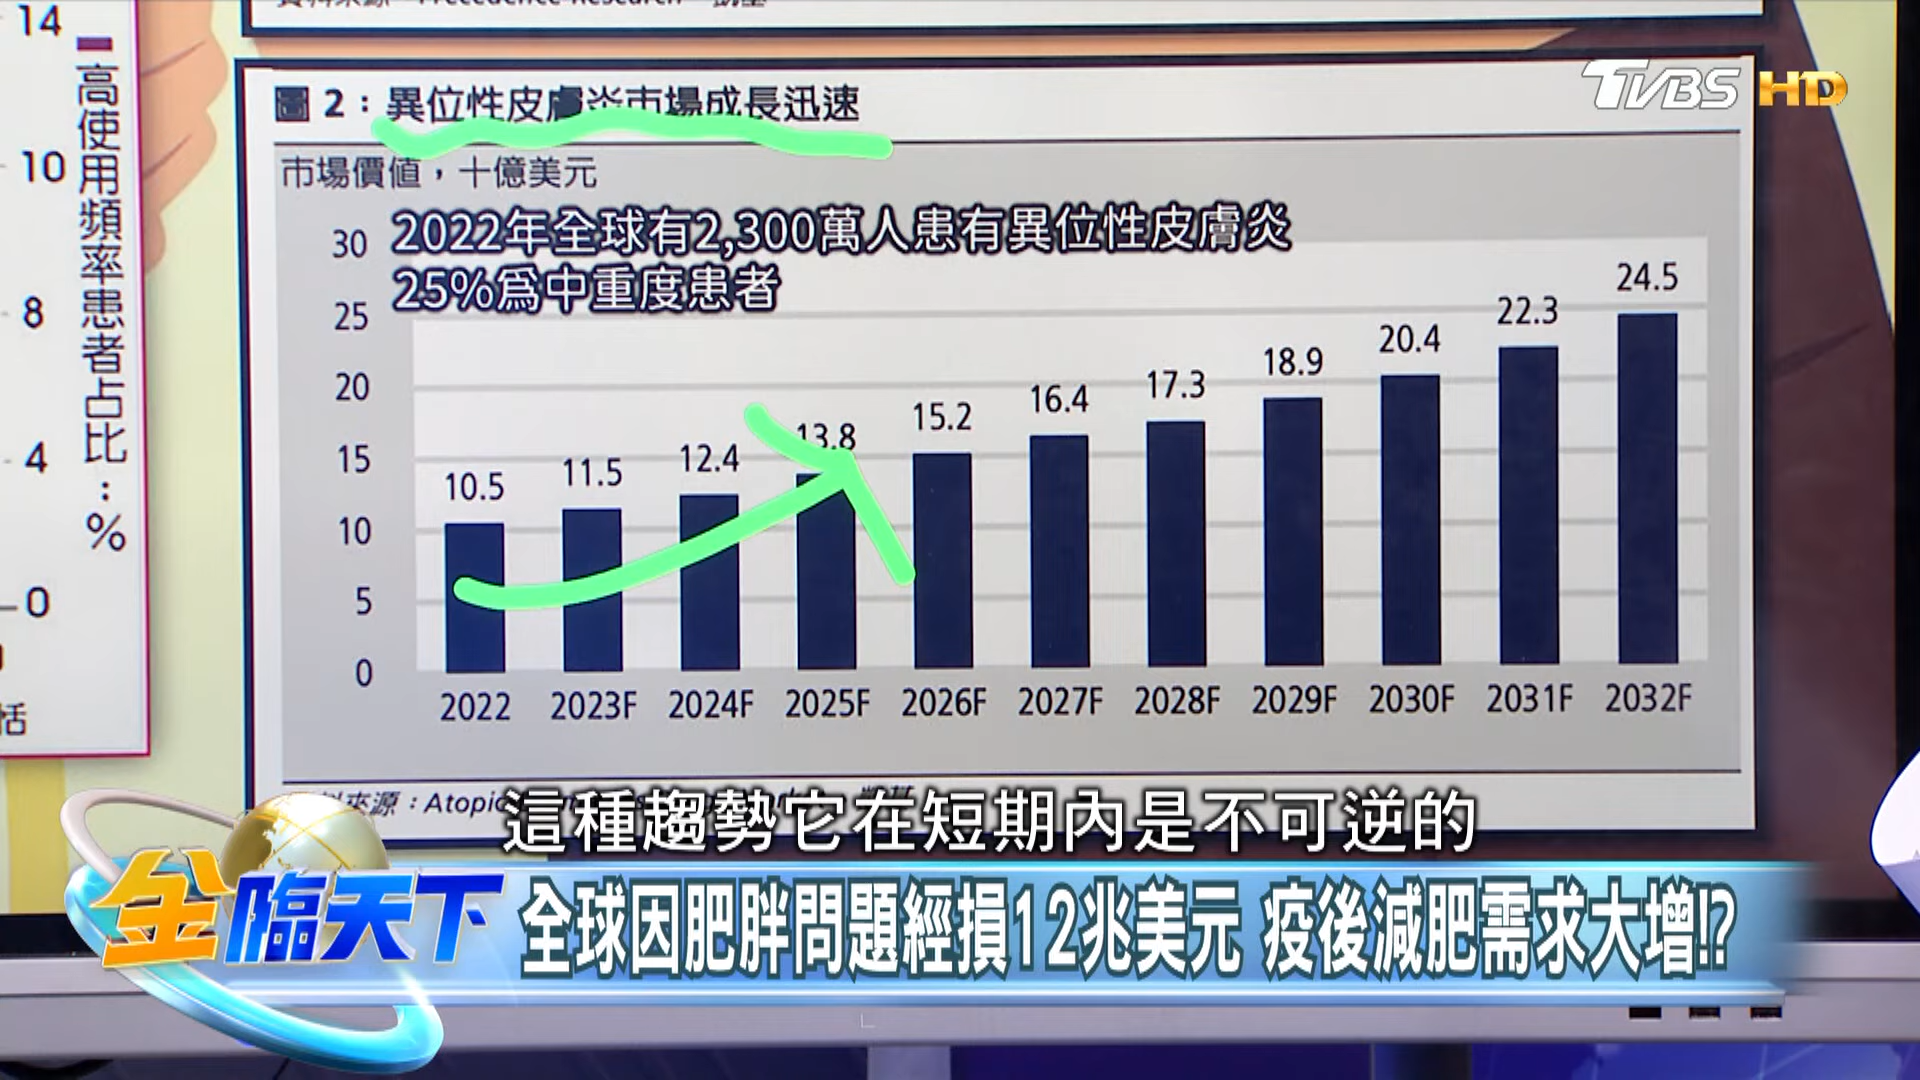 TVBS HD
14
10
8
4
0
高使用頻率患者占比：%
圖 2：異位性皮膚炎市場成長迅速
市場價值，十億美元
2022年全球有2,300萬人患有異位性皮膚炎
25%為中重度患者
30
25
20
15
10
5
0
10.5 11.5 12.4 13.8 15.2 16.4 17.3 18.9 20.4 22.3 24.5
2022 2023F 2024F 2025F 2026F 2027F 2028F 2029F 2030F 2031F 2032F
來源：Atopic
這種趨勢它在短期內是不可逆的
金臨天下
全球因肥胖問題經損12兆美元 疫後減肥需求大增!?